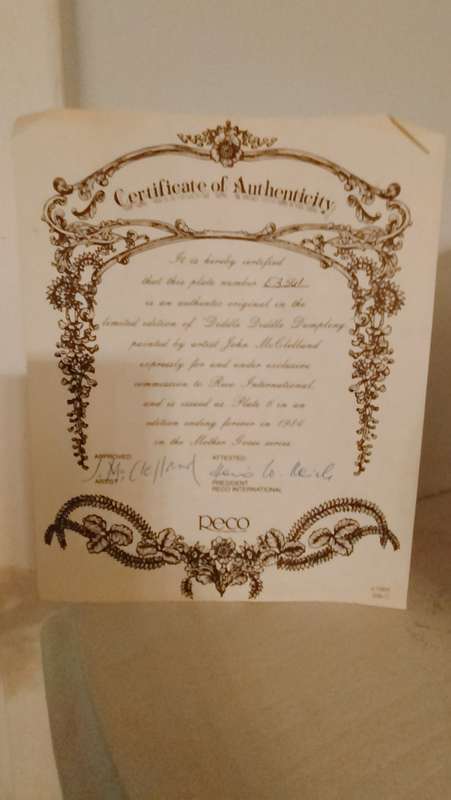 Certificate of Authenticity
It is hereby certified
that this plate number
is an authentic original in the
limited edition of "Diddle Diddle Dumpling"
painted by artist John McClelland
expressly for and under exclusive
commission to Reco International,
and is issued as Plate 6 in an
edition ending forever in 1984
in the Mother Goose series.
APPROVED:
ATTESTED:
J. McClelland
ARTIST
PRESIDENT
RECO INTERNATIONAL
Reco